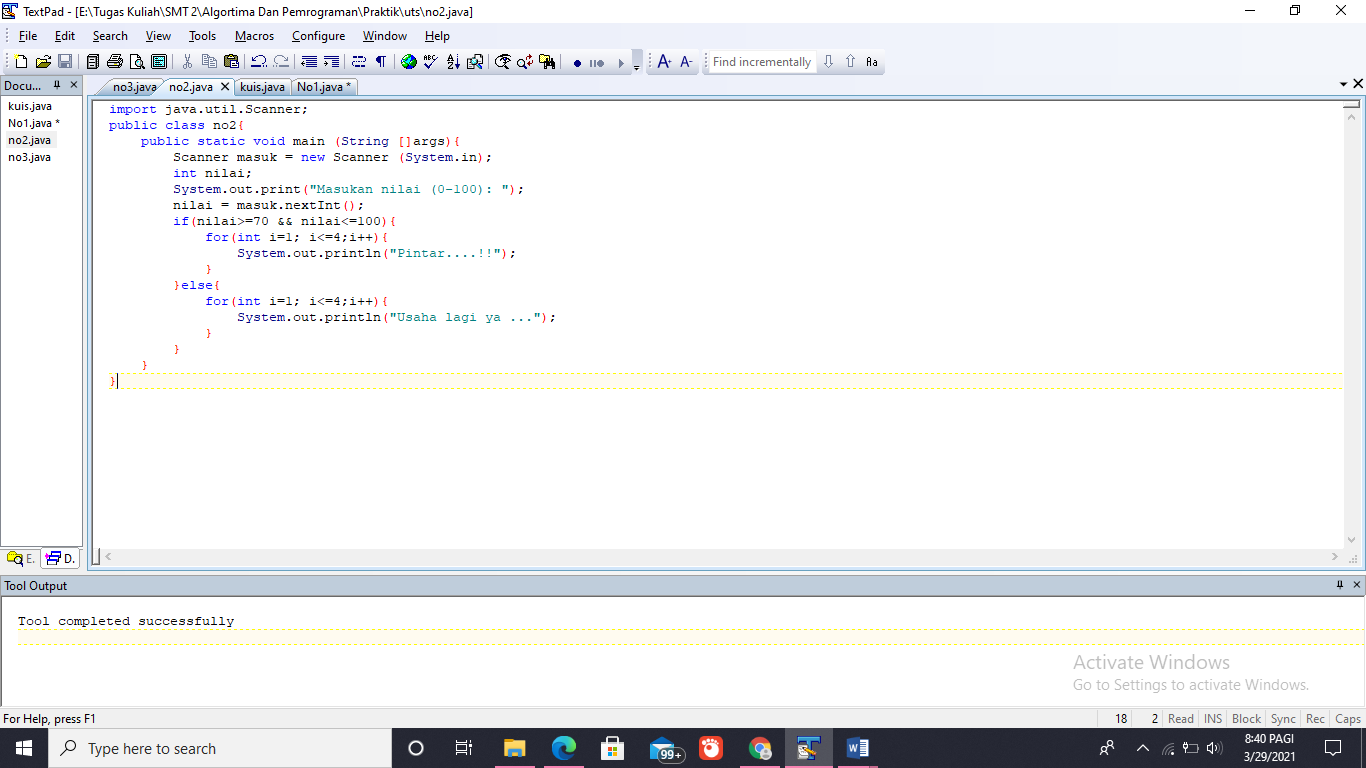 TextPad - [E:\Tugas Kuliah\SMT 2\Algortima Dan Pemrograman\Praktik\uts\no2.java]
File Edit Search View Tools Macros Configure Window Help
Find incrementally
Docu...
no3.java no2.java kuis.java No1.java *
kuis.java
No1.java *
no2.java
no3.java
import java.util.Scanner;
public class no2{
public static void main (String []args){
Scanner masuk = new Scanner (System.in);
int nilai;
System.out.print("Masukan nilai (0-100): ");
nilai = masuk.nextInt();
if(nilai>=70 && nilai<=100){
for(int i=1; i<=4;i++){
System.out.println("Pintar....!!");
}
}else{
for(int i=1; i<=4;i++){
System.out.println("Usaha lagi ya ...");
}
}
}
}
E. D.
Tool Output
Tool completed successfully
Activate Windows
Go to Settings to activate Windows.
For Help, press F1
18 2 Read INS Block Sync Rec Caps
Type here to search
99+
8:40 PAGI
3/29/2021